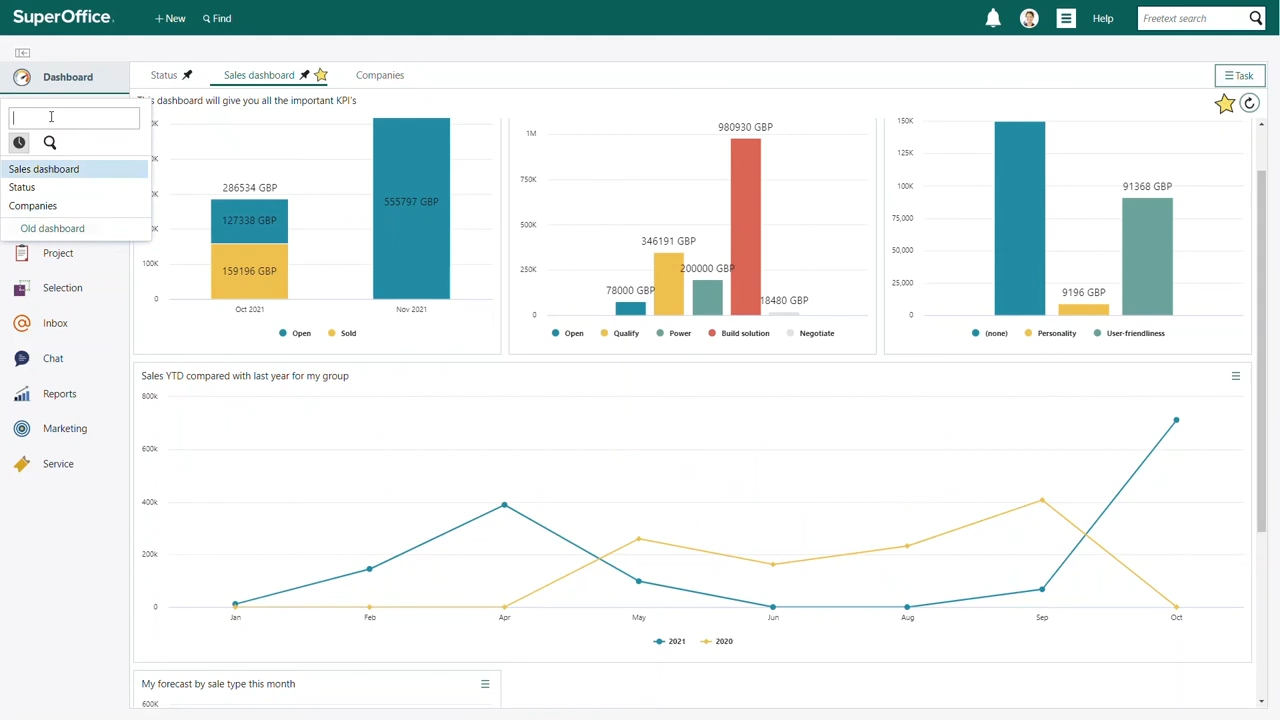 SuperOffice.
+ New
Find
Help
Freetext search
Dashboard
Status
Sales dashboard
Companies
Task
This dashboard will give you all the important KPI's
Sales dashboard
Status
Companies
Old dashboard
Project
Selection
Inbox
Chat
Reports
Marketing
Service
286534 GBP
127338 GBP
159196 GBP
555797 GBP
100K
0
Oct 2021
Nov 2021
Open
Sold
1M
750K
500K
250K
0
78000 GBP
346191 GBP
200000 GBP
980930 GBP
18480 GBP
Open
Qualify
Power
Build solution
Negotiate
150K
125K
100K
75,000
50,000
25,000
0
9196 GBP
91368 GBP
(none)
Personality
User-friendliness
Sales YTD compared with last year for my group
800k
600k
400k
200k
0
Jan
Feb
Apr
May
Jun
Aug
Sep
Oct
2021
2020
My forecast by sale type this month
600K